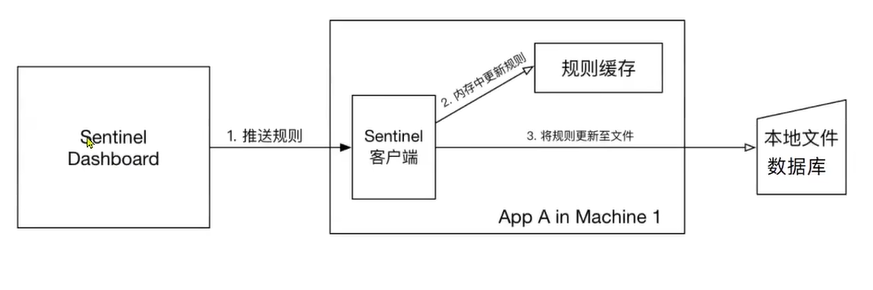 Sentinel
Dashboard
1. 推送规则
Sentinel
客户端
2. 内存中更新规则
规则缓存
3. 将规则更新至文件
本地文件
数据库
App A in Machine 1